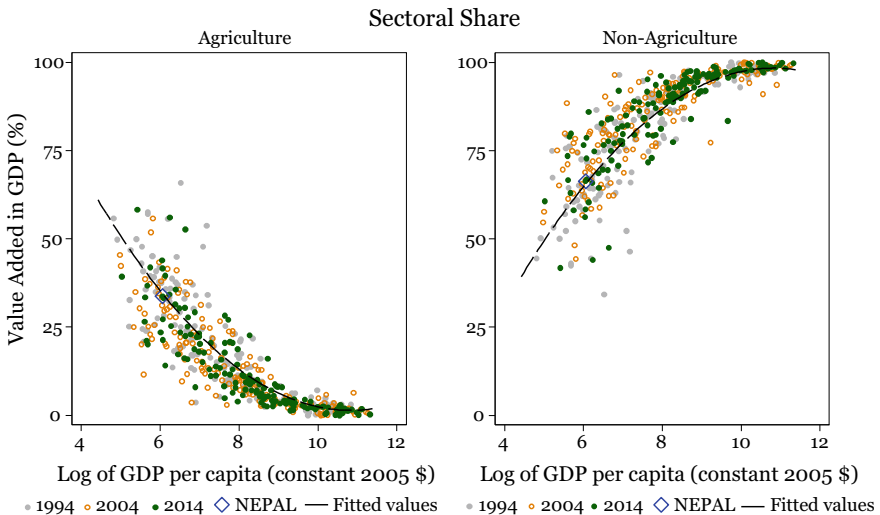 Sectoral Share
Agriculture
Non-Agriculture
Value Added in GDP (%)
100
75
50
25
0
4 6 8 10 12
Log of GDP per capita (constant 2005 $)
1994 2004 2014 NEPAL Fitted values
100
75
50
25
0
4 6 8 10 12
Log of GDP per capita (constant 2005 $)
1994 2004 2014 NEPAL Fitted values